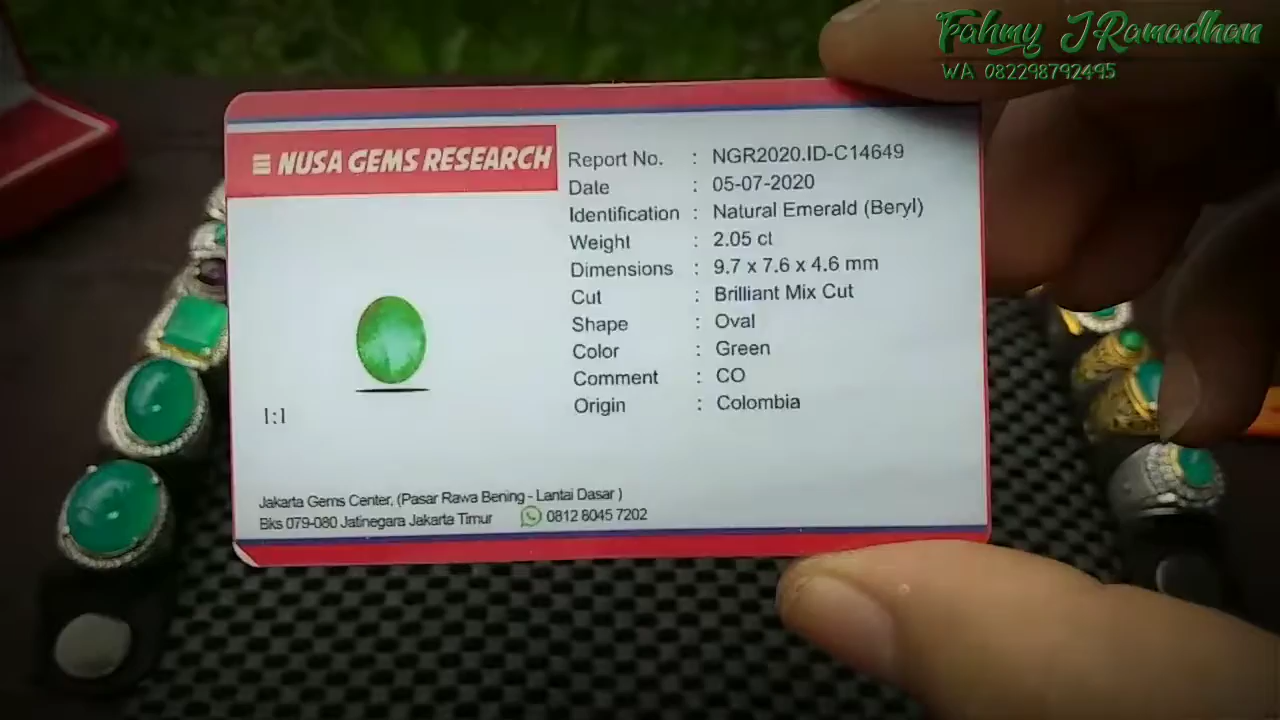 Fahmy J Ramadhan
WA 082298792495
NUSA GEMS RESEARCH
Report No. : NGR2020.ID-C14649
Date : 05-07-2020
Identification : Natural Emerald (Beryl)
Weight : 2.05 ct
Dimensions : 9.7 x 7.6 x 4.6 mm
Cut : Brilliant Mix Cut
Shape : Oval
Color : Green
Comment : CO
Origin : Colombia
1:1
Jakarta Gems Center, (Pasar Rawa Bening - Lantai Dasar )
Bks 079-080 Jatinegara Jakarta Timur 0812 8045 7202